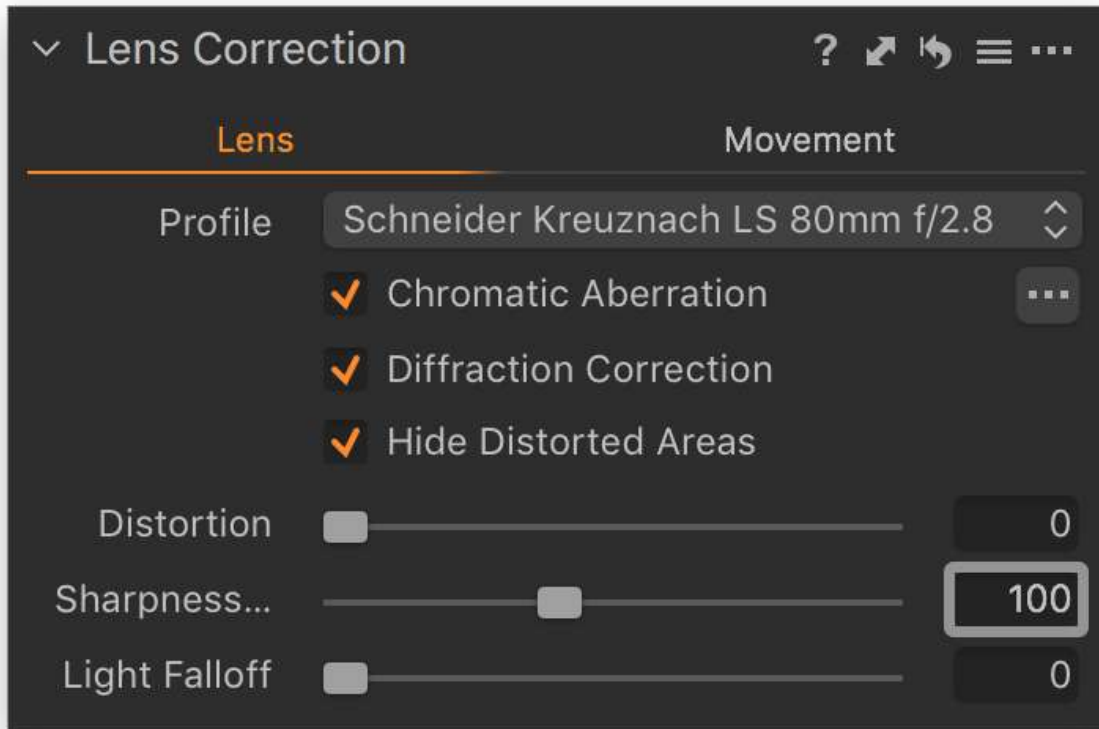 Lens Correction ?
Lens Movement
Profile Schneider Kreuznach LS 80mm f/2.8
Chromatic Aberration
Diffraction Correction
Hide Distorted Areas
Distortion 0
Sharpness... 100
Light Falloff 0